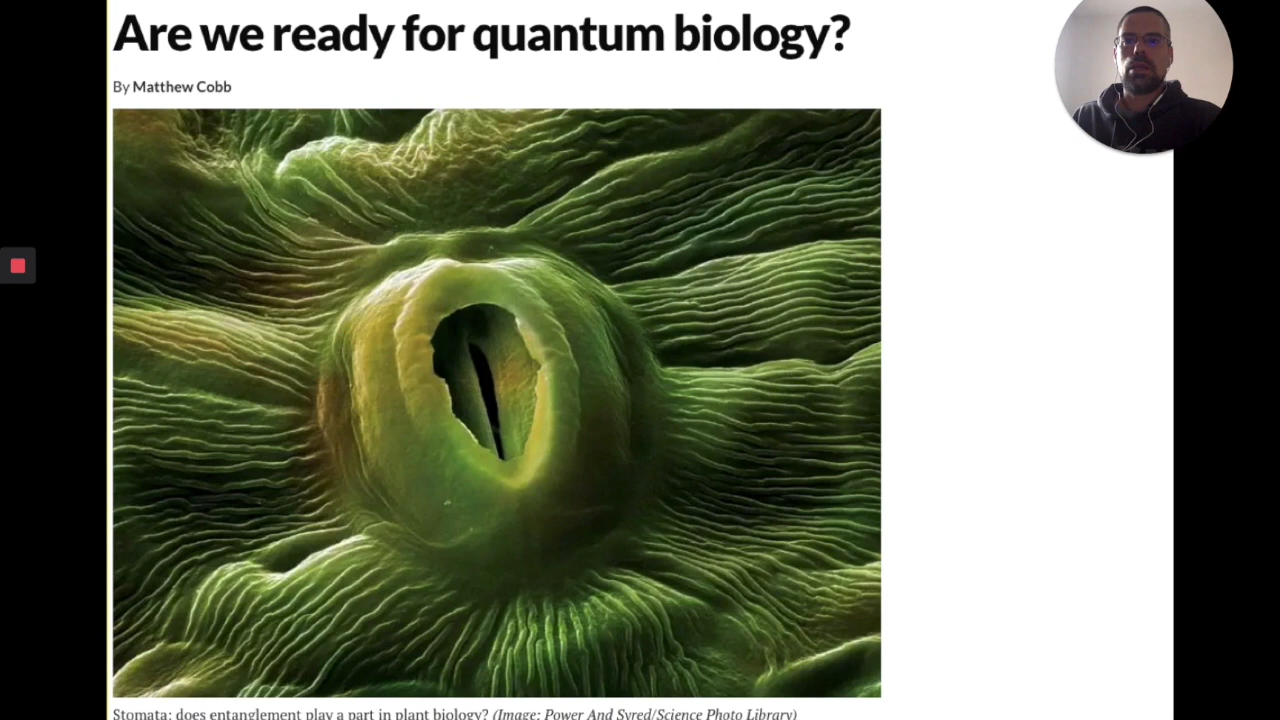 Are we ready for quantum biology?
By Matthew Cobb
Stomata: does entanglement play a part in plant biology? (Image: Power And Syred/Science Photo Library)